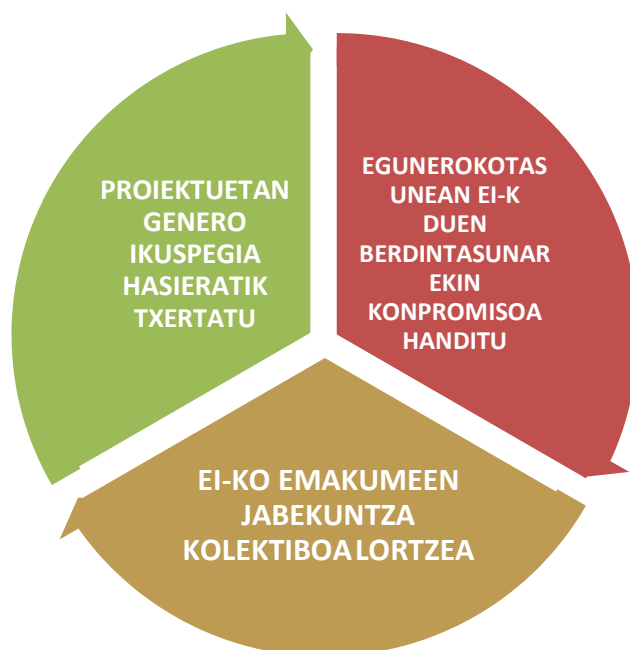 PROIEKTUETAN
GENERO
IKUSPEGIA
HASIERATIK
TXERTATU
EGUNEROKOTAS
UNEAN EI-K
DUEN
BERDINTASUNAR
EKIN
KONPROMISOA
HANDITU
EI-KO EMAKUMEEN
JABEKUNTZA
KOLEKTIBOA LORTZEA